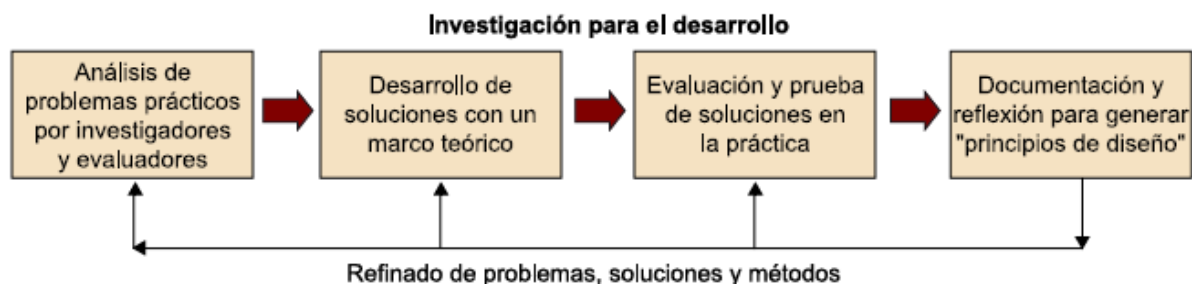 Investigación para el desarrollo
Análisis de
problemas prácticos
por investigadores
y evaluadores
Desarrollo de
soluciones con un
marco teórico
Evaluación y prueba
de soluciones en
la práctica
Documentación y
reflexión para generar
"principios de diseño"
Refinado de problemas, soluciones y métodos